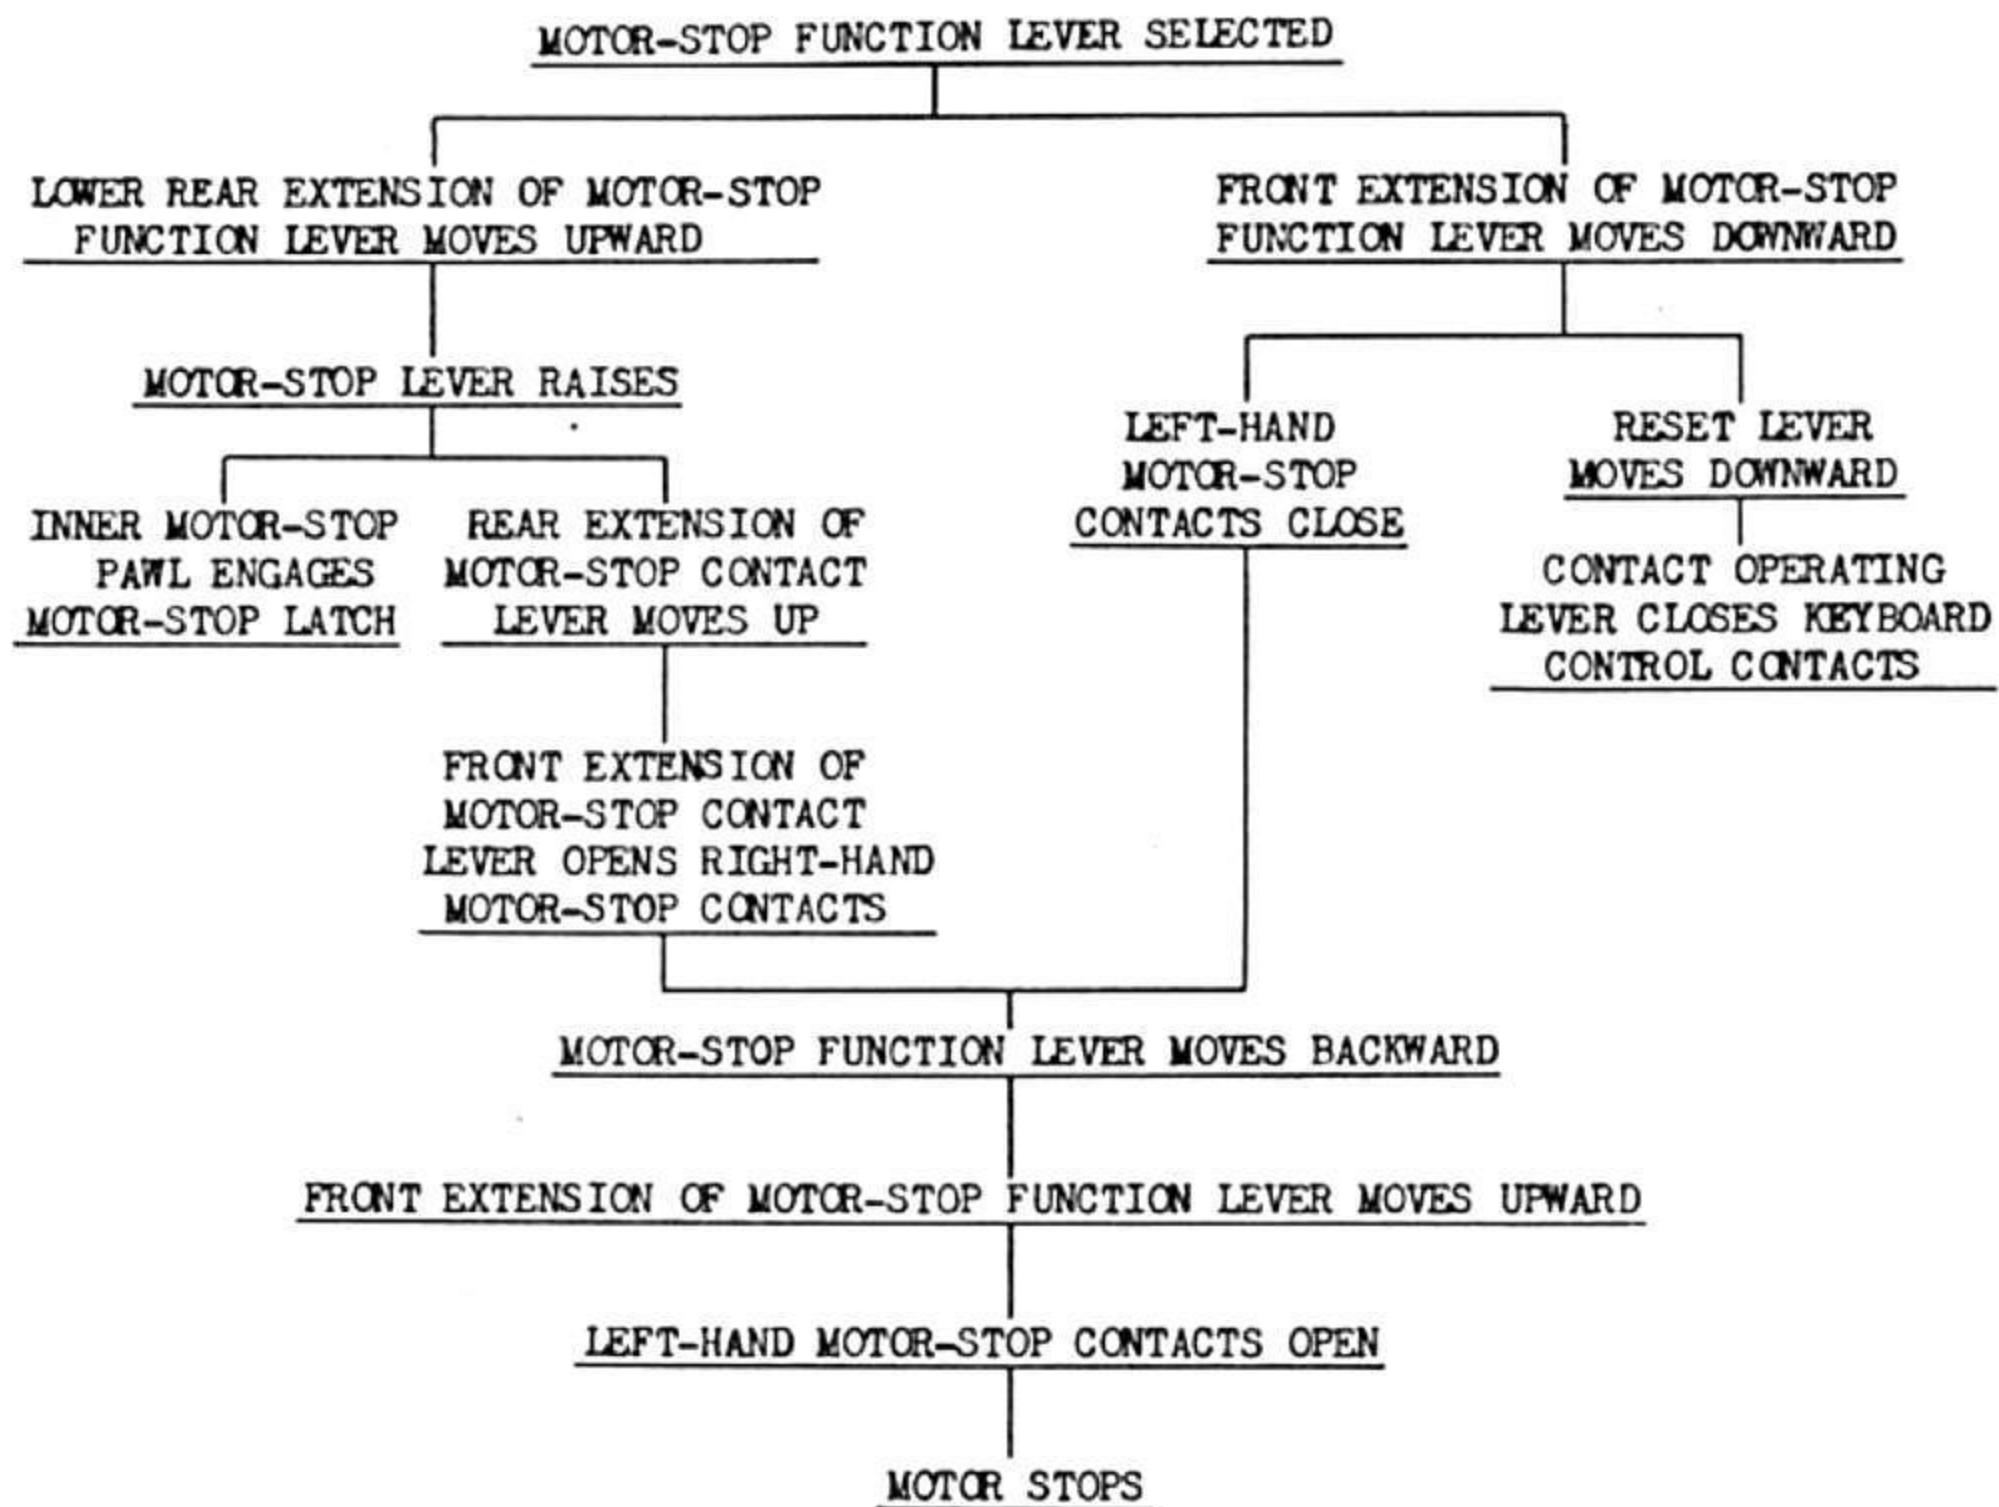 MOTOR-STOP FUNCTION LEVER SELECTED
LOWER REAR EXTENSION OF MOTOR-STOP
FUNCTION LEVER MOVES UPWARD
FRONT EXTENSION OF MOTOR-STOP
FUNCTION LEVER MOVES DOWNWARD
MOTOR-STOP LEVER RAISES
INNER MOTOR-STOP
PAWL ENGAGES
MOTOR-STOP LATCH
REAR EXTENSION OF
MOTOR-STOP CONTACT
LEVER MOVES UP
LEFT-HAND
MOTOR-STOP
CONTACTS CLOSE
RESET LEVER
MOVES DOWNWARD
CONTACT OPERATING
LEVER CLOSES KEYBOARD
CONTROL CONTACTS
FRONT EXTENSION OF
MOTOR-STOP CONTACT
LEVER OPENS RIGHT-HAND
MOTOR-STOP CONTACTS
MOTOR-STOP FUNCTION LEVER MOVES BACKWARD
FRONT EXTENSION OF MOTOR-STOP FUNCTION LEVER MOVES UPWARD
LEFT-HAND MOTOR-STOP CONTACTS OPEN
MOTOR STOPS